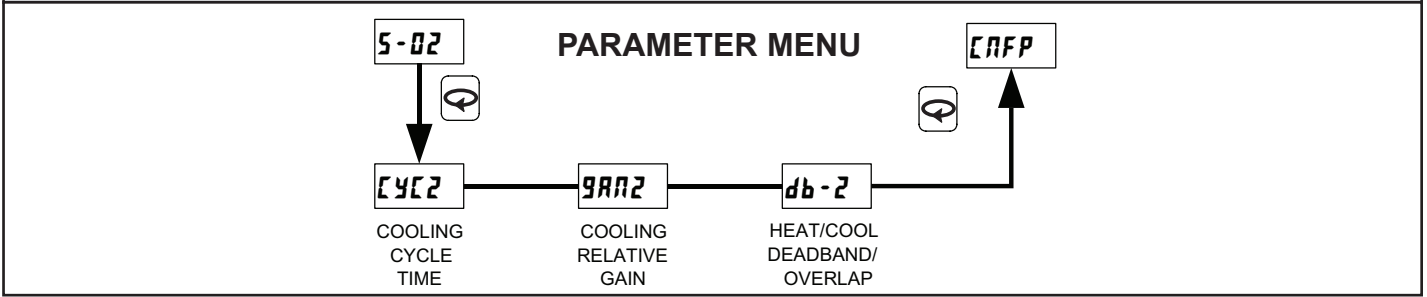 5-02
PARAMETER MENU
CNFP
CYC2
GAN2
db-2
COOLING
CYCLE
TIME
COOLING
RELATIVE
GAIN
HEAT/COOL
DEADBAND/
OVERLAP